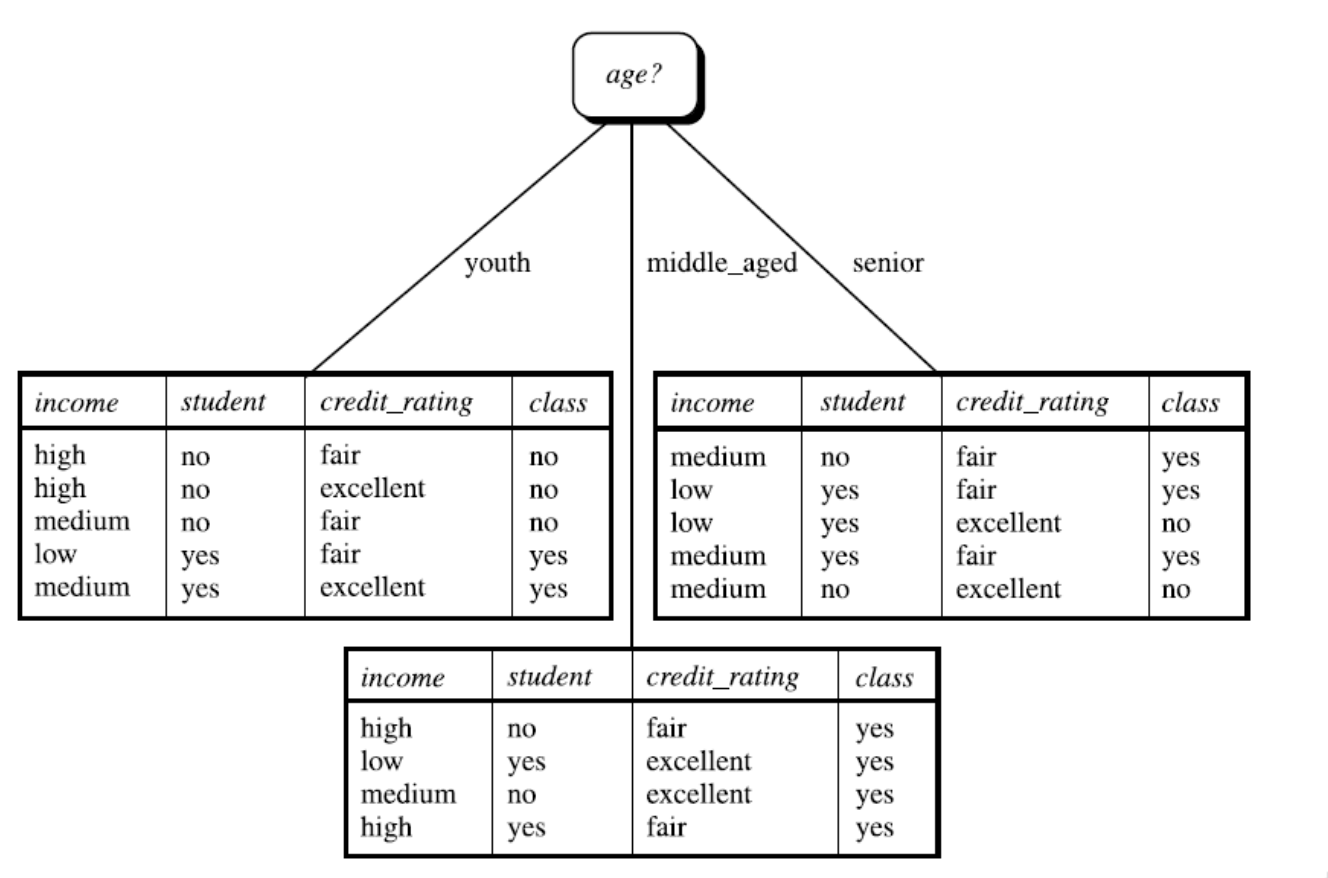 age?
youth
middle_aged
senior
income student credit_rating class
high no fair no
high no excellent no
medium no fair no
low yes fair yes
medium yes excellent yes
income student credit_rating class
medium no fair yes
low yes fair yes
low yes excellent no
medium yes fair yes
medium no excellent no
income student credit_rating class
high no fair yes
low yes excellent yes
medium no excellent yes
high yes fair yes